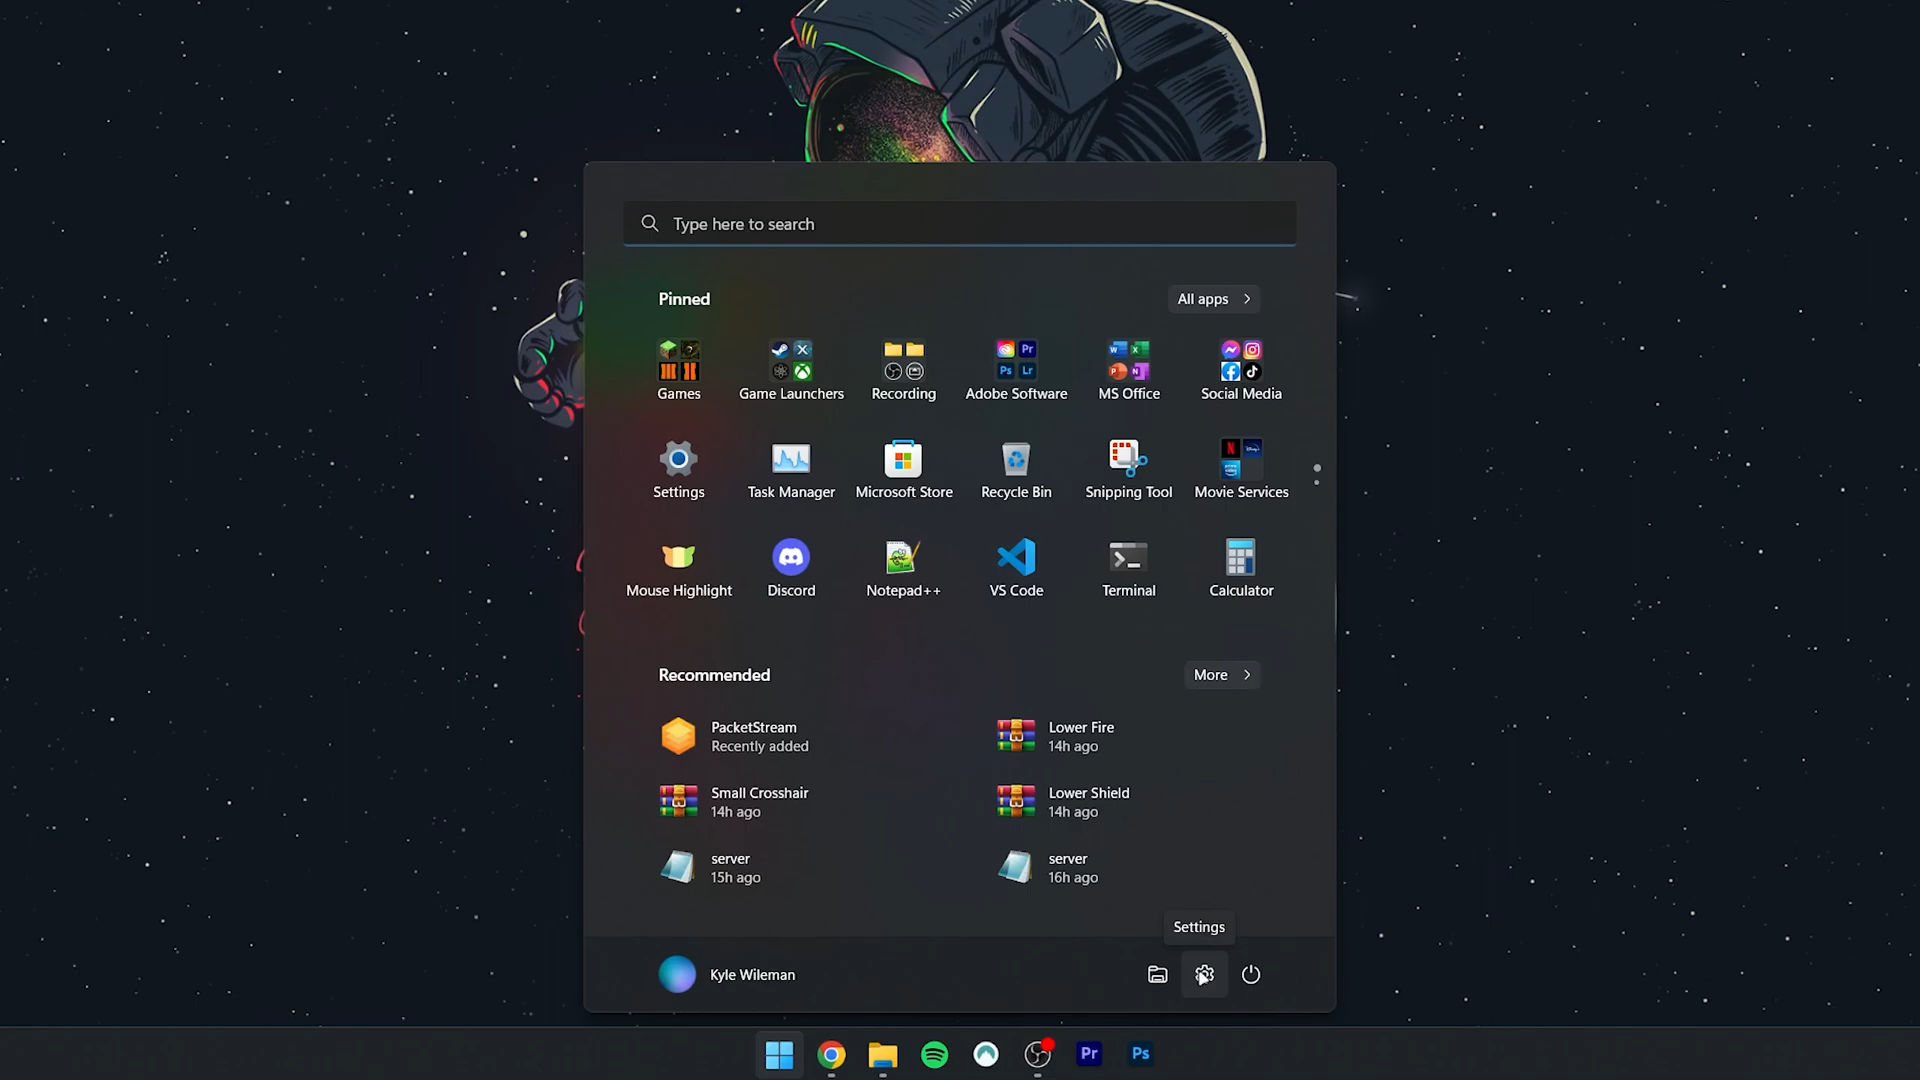 Type here to search
Pinned
All apps
Games
Game Launchers
Recording
Adobe Software
MS Office
Social Media
Settings
Task Manager
Microsoft Store
Recycle Bin
Snipping Tool
Movie Services
Mouse Highlight
Discord
Notepad++
VS Code
Terminal
Calculator
Recommended
More
PacketStream
Recently added
Lower Fire
14h ago
Small Crosshair
14h ago
Lower Shield
14h ago
server
15h ago
server
16h ago
Settings
Kyle Wileman
Pr
Ps